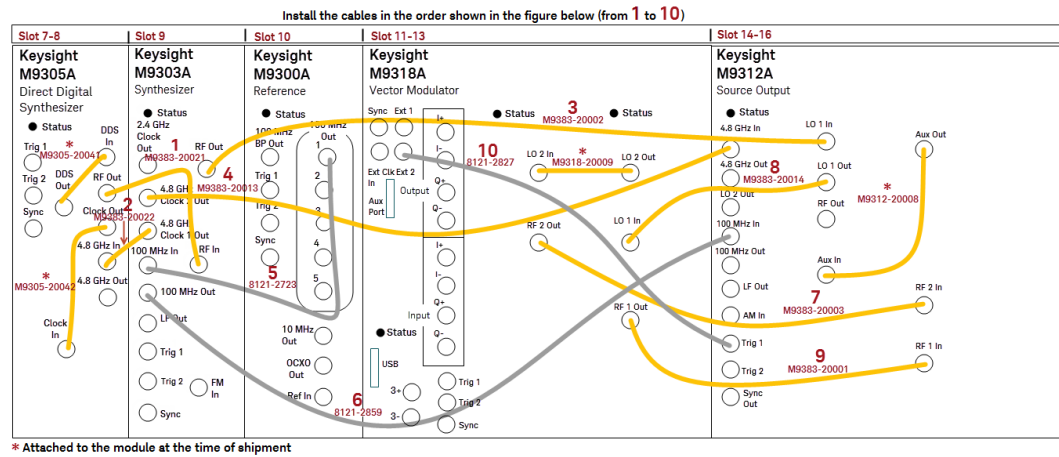 Install the cables in the order shown in the figure below (from 1 to 10)
Slot 7-8
Slot 9
Slot 10
Slot 11-13
Slot 14-16
Keysight
M9305A
Direct Digital
Synthesizer
Status
DDS
In
Trig 1
*
M9305-20041
Trig 2
DDS
Out
RF Out
Sync
Clock Out
4.8 GHz In
*
M9305-20042
4.8 GHz Out
Clock
In
Keysight
M9303A
Synthesizer
Status
2.4 GHz
Clock
Out
1
M9383-20021
RF Out
4
M9383-20013
4.8 GHz
Clock 2 Out
2
M9383-20022
4.8 GHz
Clock 1 Out
100 MHz In
RF In
100 MHz Out
LF Out
Trig 1
Trig 2
FM
In
Sync
Keysight
M9300A
Reference
Status
100 MHz
BP Out
100 MHz
Out
1
Trig 1
2
Trig 2
3
Sync
4
5
8121-2723
5
10 MHz
Out
OCXO
Out
Ref In
6
8121-2859
Keysight
M9318A
Vector Modulator
Sync
Ext 1
I+
Status
Status
3
M9383-20002
I-
10
8121-2827
*
M9318-20009
LO 2 In
LO 2 Out
Ext Clk
In
Ext 2
Output
Q+
Aux
Port
Q-
RF 2 Out
LO 1 In
I+
I-
Q+
Input
Q-
RF 1 Out
Status
USB
3+
Trig 1
Trig 2
3-
Sync
Keysight
M9312A
Source Output
Status
4.8 GHz In
LO 1 In
Aux Out
4.8 GHz Out
8
M9383-20014
LO 1 Out
*
M9312-20008
LO 2 Out
RF Out
100 MHz In
100 MHz Out
Aux In
LF Out
7
M9383-20003
RF 2 In
AM In
Trig 1
RF 1 In
9
M9383-20001
Trig 2
Sync
Out
* Attached to the module at the time of shipment